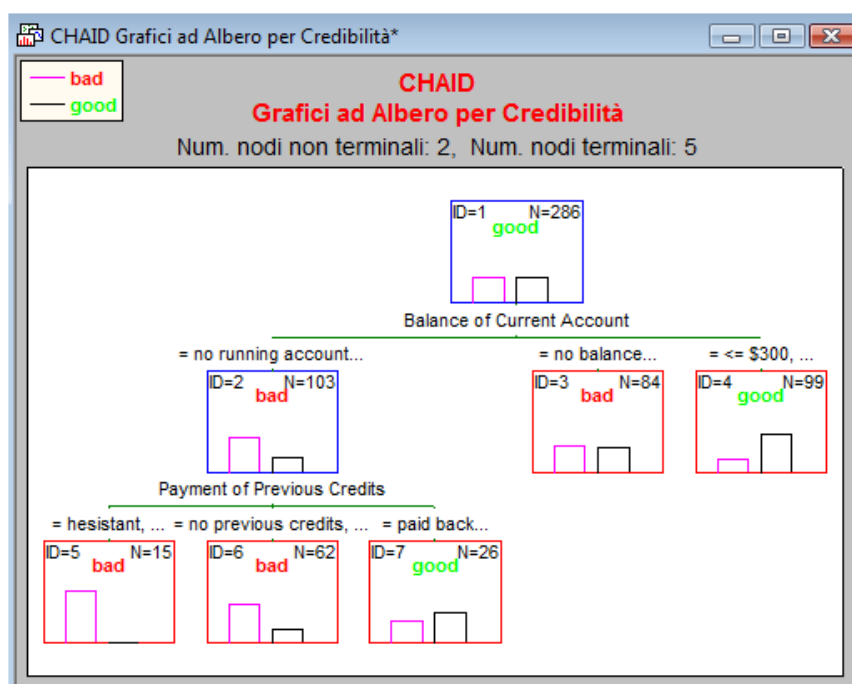 CHAID Grafici ad Albero per Credibilità*
bad
good
CHAID
Grafici ad Albero per Credibilità
Num. nodi non terminali: 2, Num. nodi terminali: 5
ID=1 N=286
good
Balance of Current Account
= no running account... = no balance... = <= $300, ...
ID=2 N=103 ID=3 N=84 ID=4 N=99
bad bad good
Payment of Previous Credits
= hesistant, ... = no previous credits, ... = paid back...
ID=5 N=15 ID=6 N=62 ID=7 N=26
bad bad good